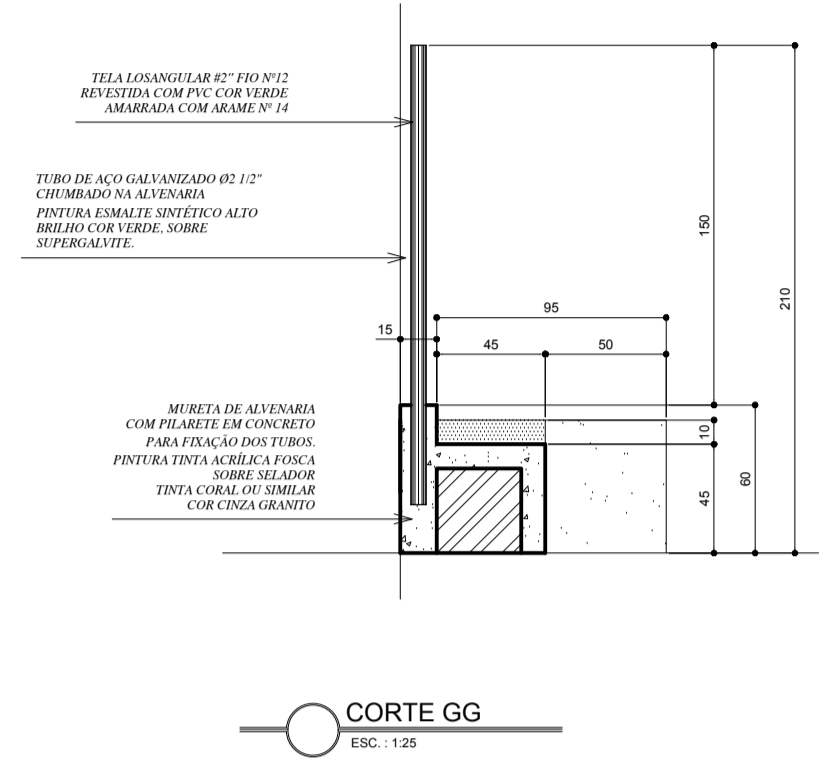 TELA LOSANGULAR #2" FIO Nº12
REVESTIDA COM PVC COR VERDE
AMARRADA COM ARAME Nº 14
TUBO DE AÇO GALVANIZADO Ø2 1/2"
CHUMBADO NA ALVENARIA
PINTURA ESMALTE SINTÉTICO ALTO
BRILHO COR VERDE, SOBRE
SUPERGALVITE.
150
210
95
15
45
50
MURETA DE ALVENARIA
COM PILARETE EM CONCRETO
PARA FIXAÇÃO DOS TUBOS.
PINTURA TINTA ACRÍLICA FOSCA
SOBRE SELADOR
TINTA CORAL OU SIMILAR
COR CINZA GRANITO
10
45
60
CORTE GG
ESC. : 1:25